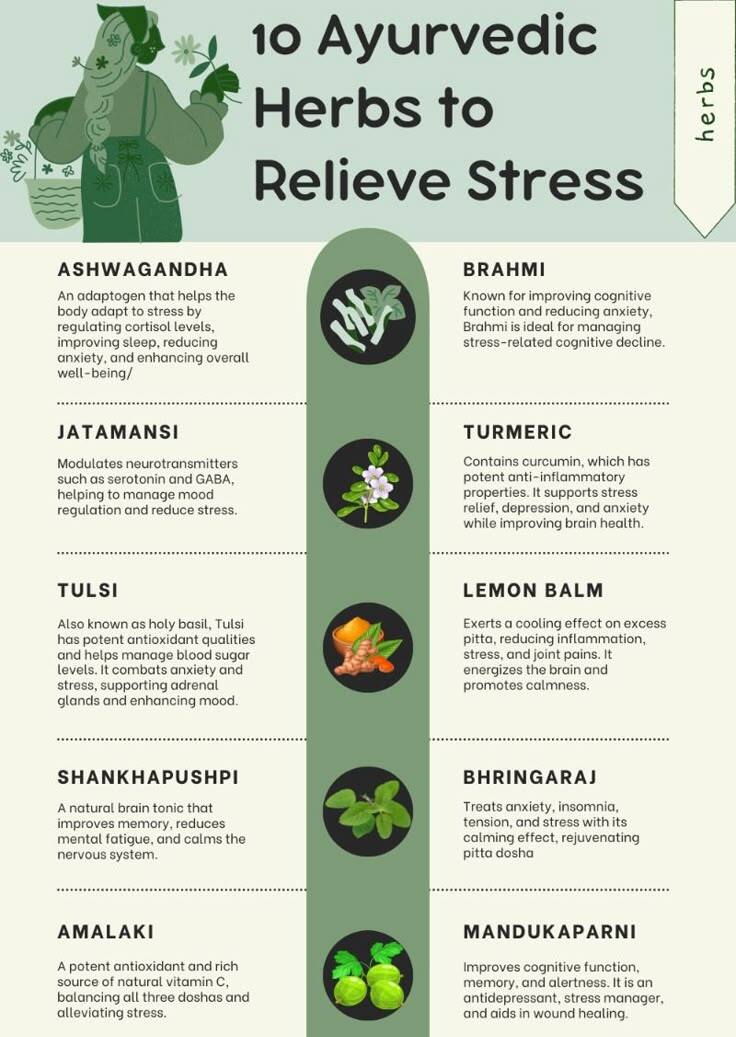 10 Ayurvedic
Herbs to
Relieve Stress
herbs
ASHWAGANDHA
An adaptogen that helps the
body adapt to stress by
regulating cortisol levels,
improving sleep, reducing
anxiety, and enhancing overall
well-being/
BRAHMI
Known for improving cognitive
function and reducing anxiety,
Brahmi is ideal for managing
stress-related cognitive decline.
JATAMANSI
Modulates neurotransmitters
such as serotonin and GABA,
helping to manage mood
regulation and reduce stress.
TURMERIC
Contains curcumin, which has
potent anti-inflammatory
properties. It supports stress
relief, depression, and anxiety
while improving brain health.
TULSI
Also known as holy basil, Tulsi
has potent antioxidant qualities
and helps manage blood sugar
levels. It combats anxiety and
stress, supporting adrenal
glands and enhancing mood.
LEMON BALM
Exerts a cooling effect on excess
pitta, reducing inflammation,
stress, and joint pains. It
energizes the brain and
promotes calmness.
SHANKHAPUSHPI
A natural brain tonic that
improves memory, reduces
mental fatigue, and calms the
nervous system.
BHRINGARAJ
Treats anxiety, insomnia,
tension, and stress with its
calming effect, rejuvenating
pitta dosha
AMALAKI
A potent antioxidant and rich
source of natural vitamin C,
balancing all three doshas and
alleviating stress.
MANDUKAPARNI
Improves cognitive function,
memory, and alertness. It is an
antidepressant, stress manager,
and aids in wound healing.